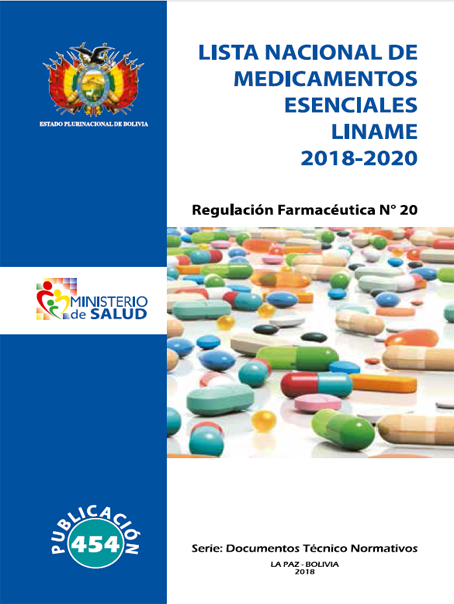 LISTA NACIONAL DE
MEDICAMENTOS
ESENCIALES
LINAME
2018-2020
ESTADO PLURINACIONAL DE BOLIVIA
Regulación Farmacéutica N° 20
MINISTERIO
de SALUD
PUBLICACIÓN
454
Serie: Documentos Técnico Normativos
LA PAZ - BOLIVIA
2018